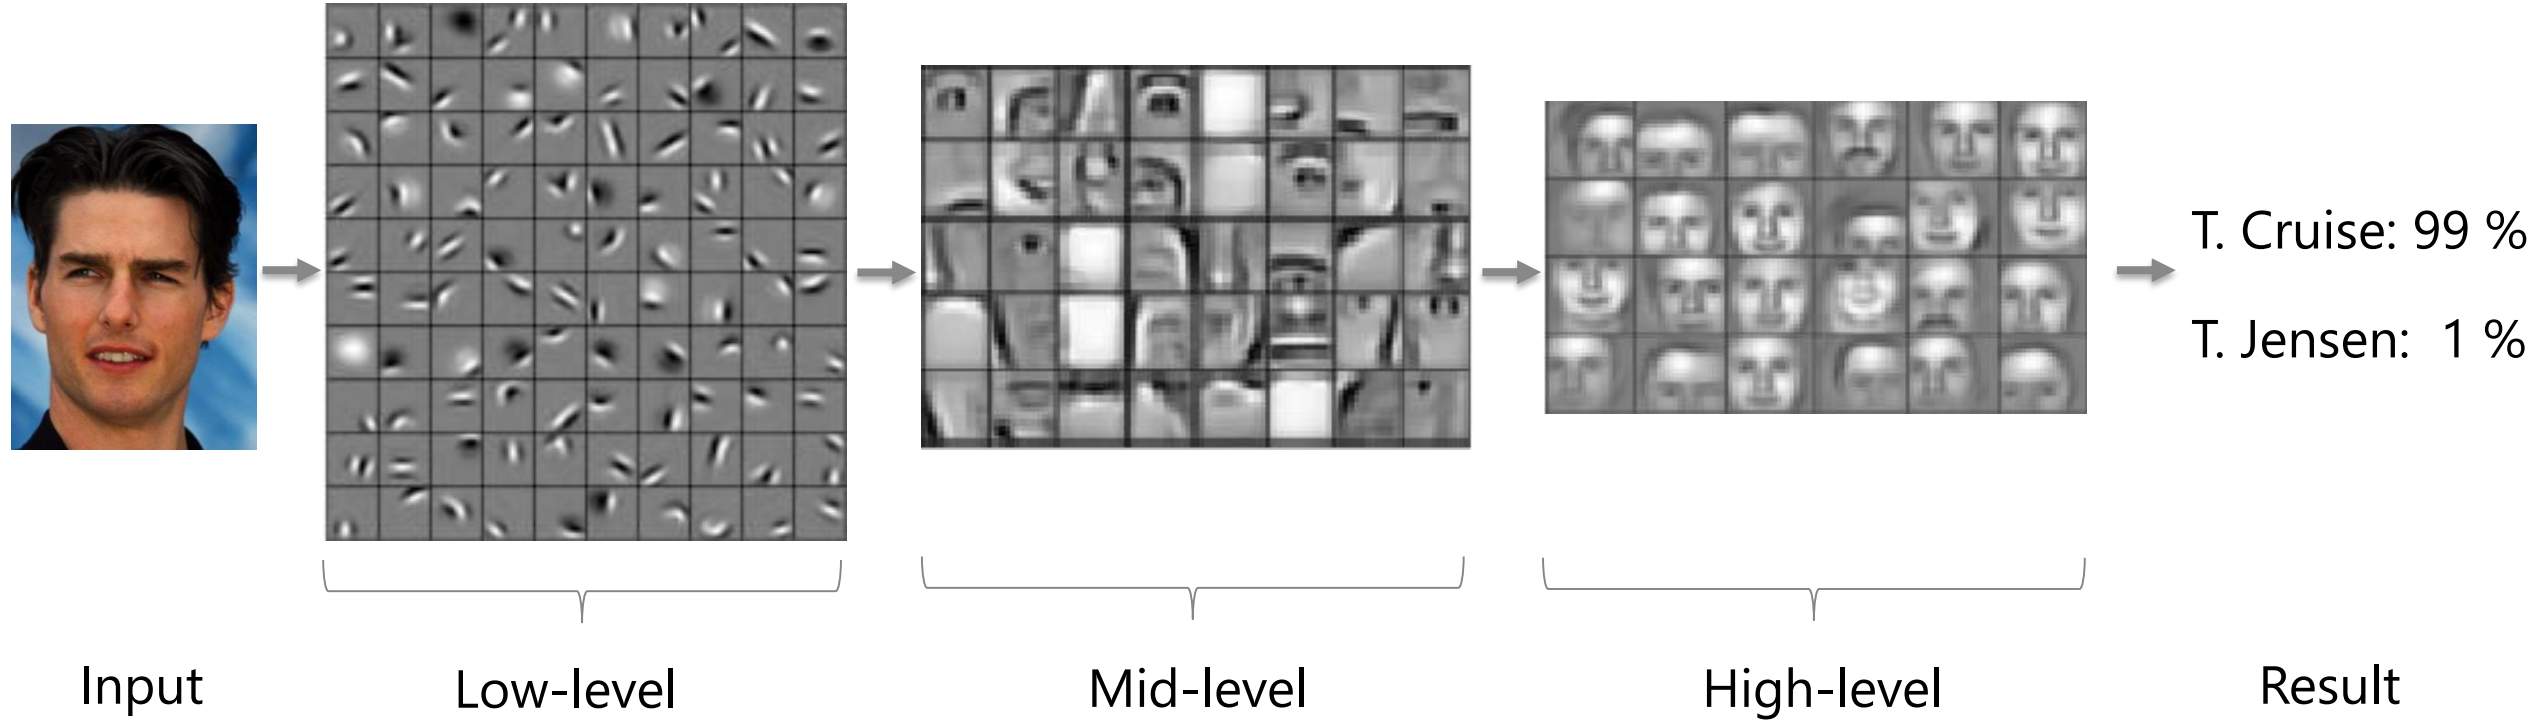 T. Cruise: 99 %
T. Jensen: 1 %
Input
Low-level
Mid-level
High-level
Result